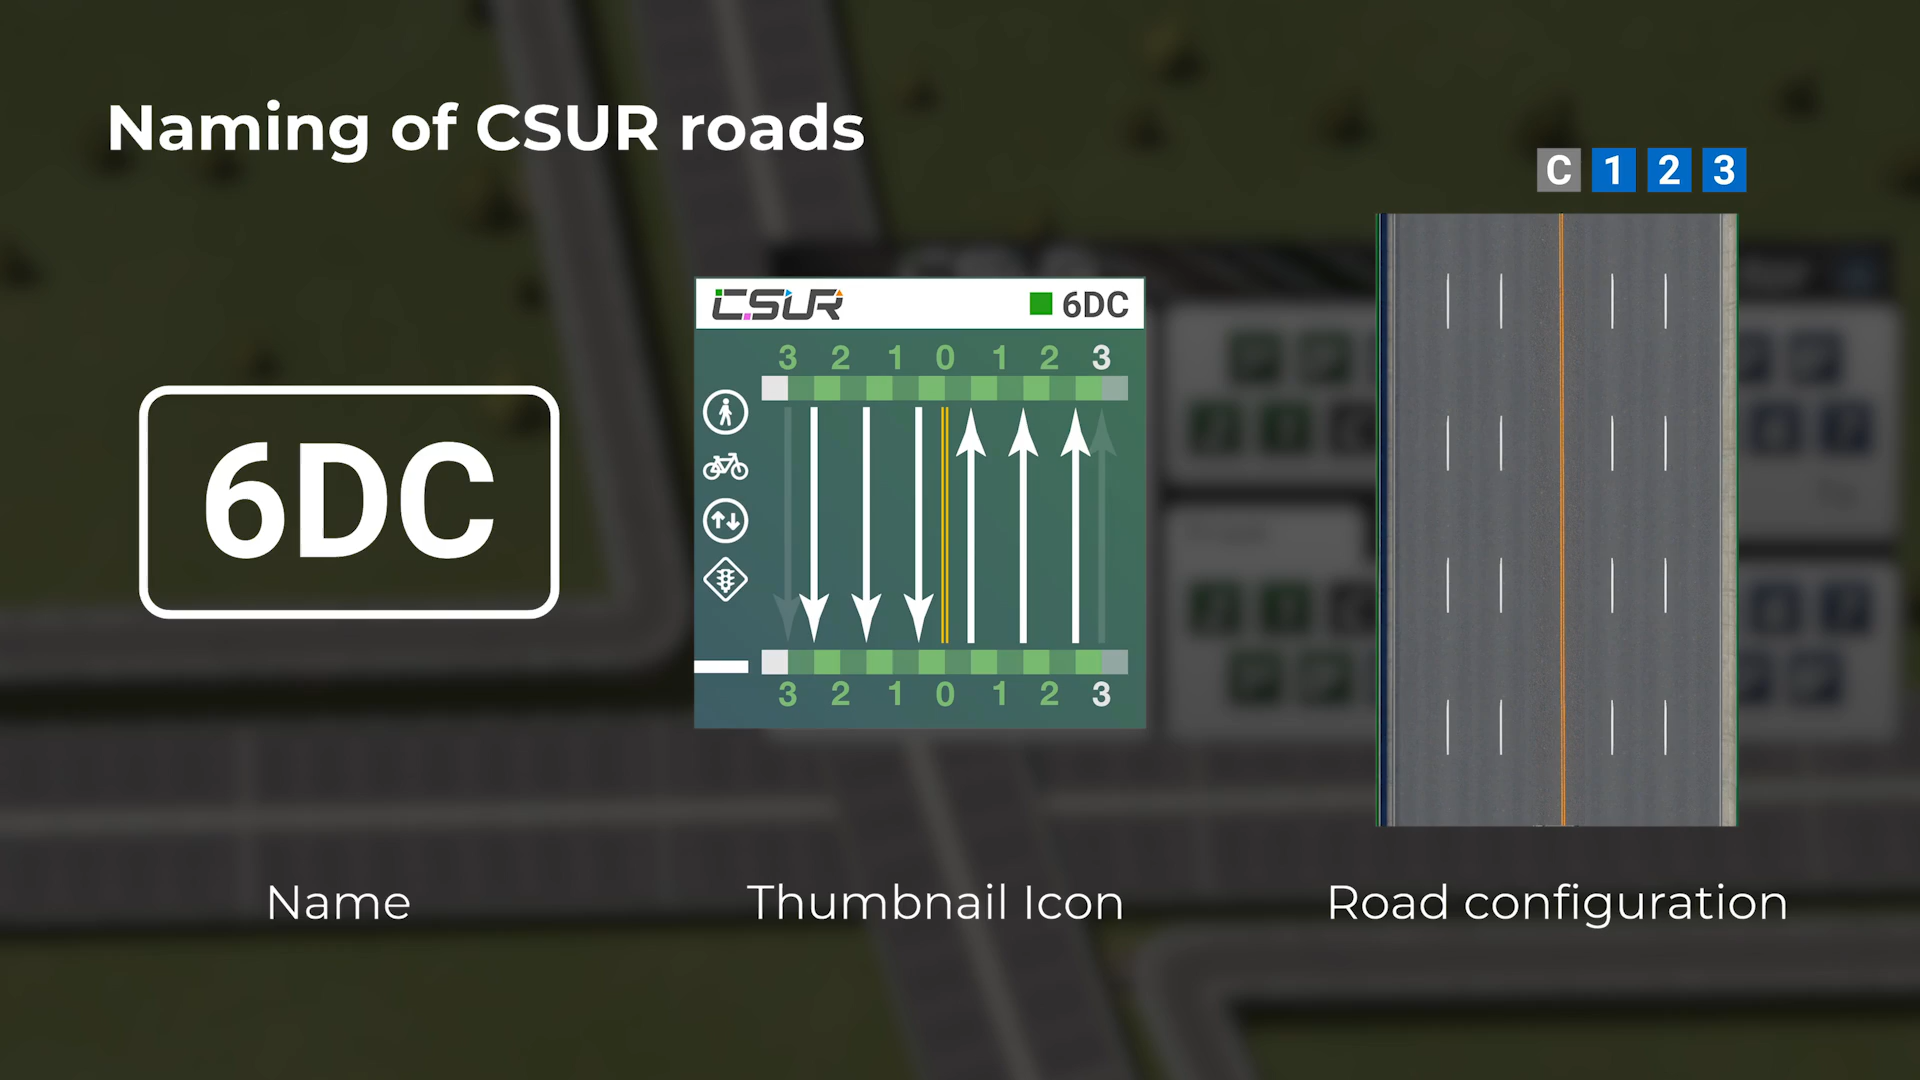 Naming of CSUR roads
C 1 2 3
CSUR 6DC
3 2 1 0 1 2 3
6DC
3 2 1 0 1 2 3
Name
Thumbnail Icon
Road configuration